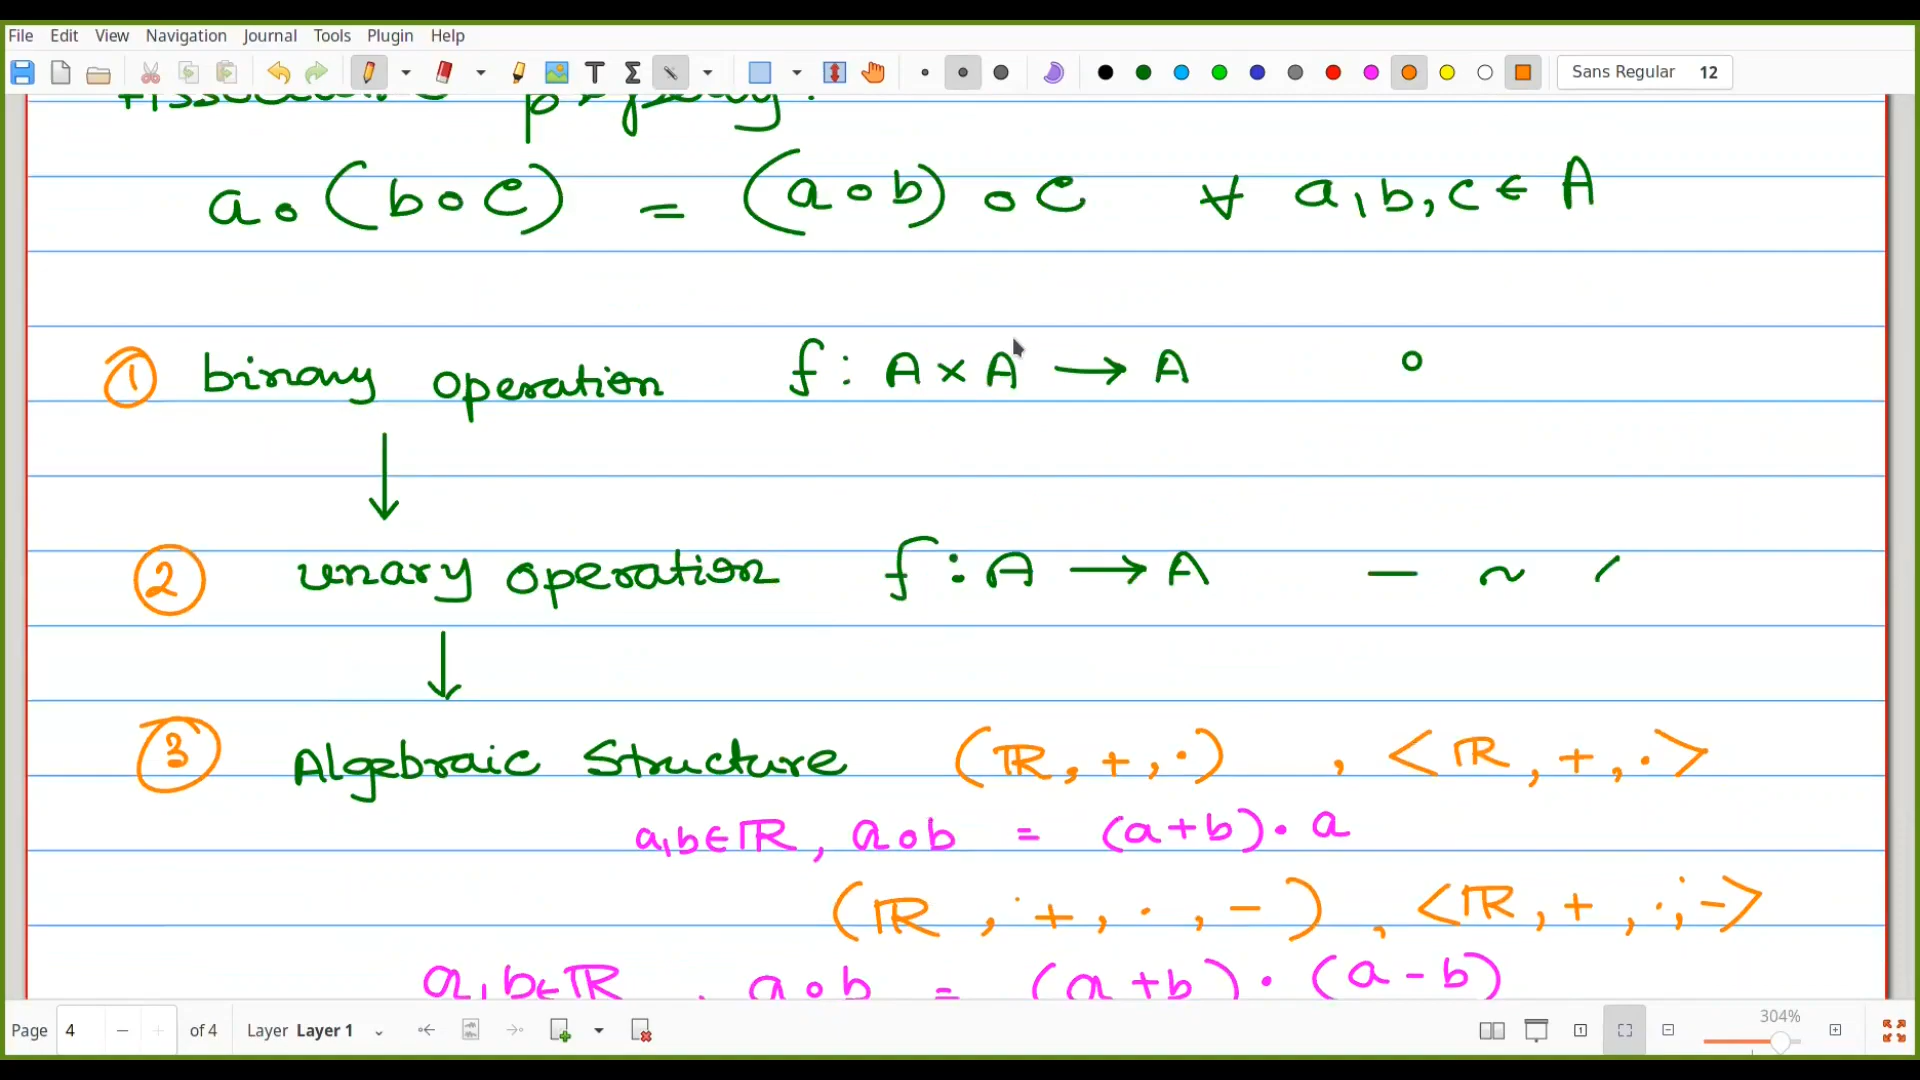 File Edit View Navigation Journal Tools Plugin Help
Sans Regular 12
property:
a∘(b∘c) = (a∘b)∘c ∀ a,b,c ∈ A
① binary operation f: A × A → A ∘
② unary operation f: A → A − ~ ′
③ Algebraic Structure (ℝ, +, ·) , <ℝ, +, ·>
a,b∈ℝ, a∘b = (a+b)·a
(ℝ, +, ·, −) , <ℝ, +, ·, −>
a,b∈ℝ, a∘b = (a+b)·(a−b)
Page 4 of 4 Layer Layer 1 304%